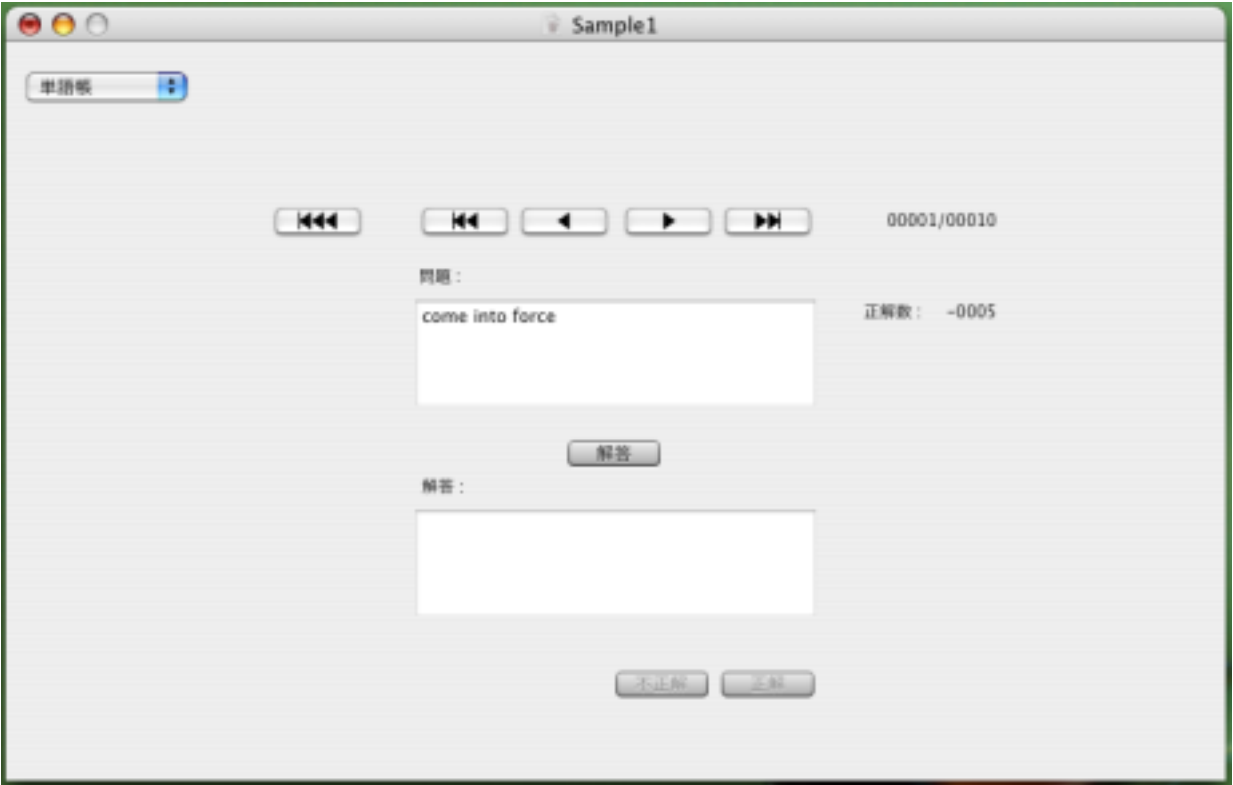 Sample1
単語帳
00001/00010
問題：
come into force
正解数： -0005
解答
解答：
不正解 正解